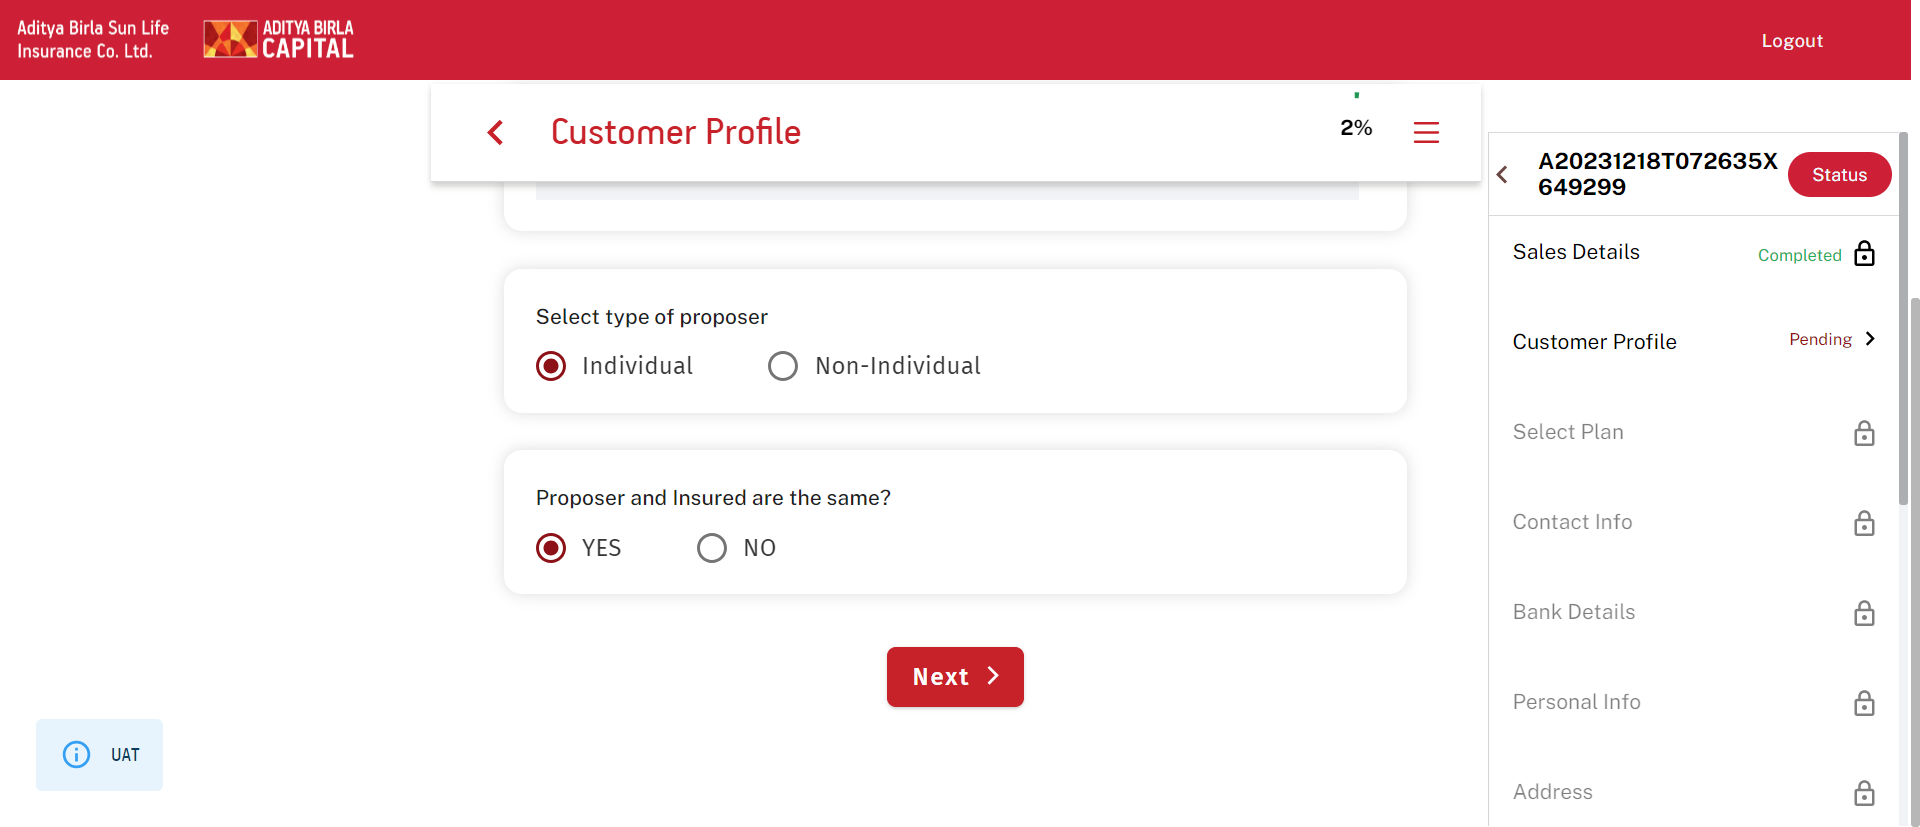 Aditya Birla Sun Life
Insurance Co. Ltd.
ADITYA BIRLA
CAPITAL
Logout
Customer Profile
2%
A20231218T072635X
649299
Status
Sales Details
Completed
Select type of proposer
Individual
Non-Individual
Customer Profile
Pending
Select Plan
Proposer and Insured are the same?
YES
NO
Contact Info
Bank Details
Next
Personal Info
UAT
Address